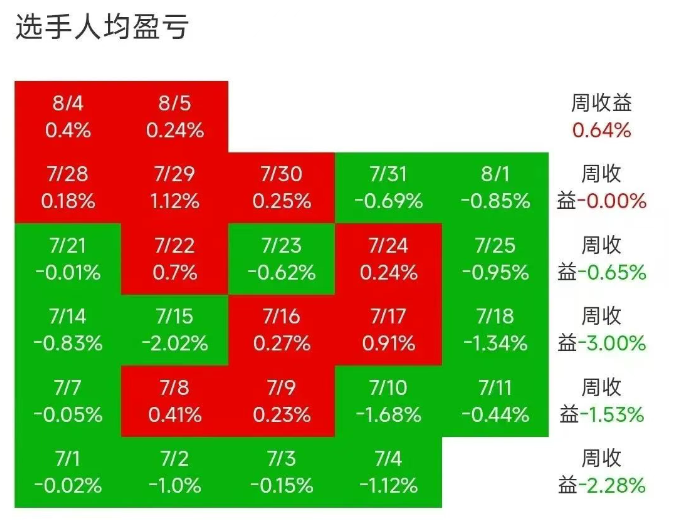 选手人均盈亏
8/4 8/5 周收益
0.4% 0.24% 0.64%
7/28 7/29 7/30 7/31 8/1 周收
0.18% 1.12% 0.25% -0.69% -0.85% 益-0.00%
7/21 7/22 7/23 7/24 7/25 周收
-0.01% 0.7% -0.62% 0.24% -0.95% 益-0.65%
7/14 7/15 7/16 7/17 7/18 周收
-0.83% -2.02% 0.27% 0.91% -1.34% 益-3.00%
7/7 7/8 7/9 7/10 7/11 周收
-0.05% 0.41% 0.23% -1.68% -0.44% 益-1.53%
7/1 7/2 7/3 7/4 周收
-0.02% -1.0% -0.15% -1.12% 益-2.28%